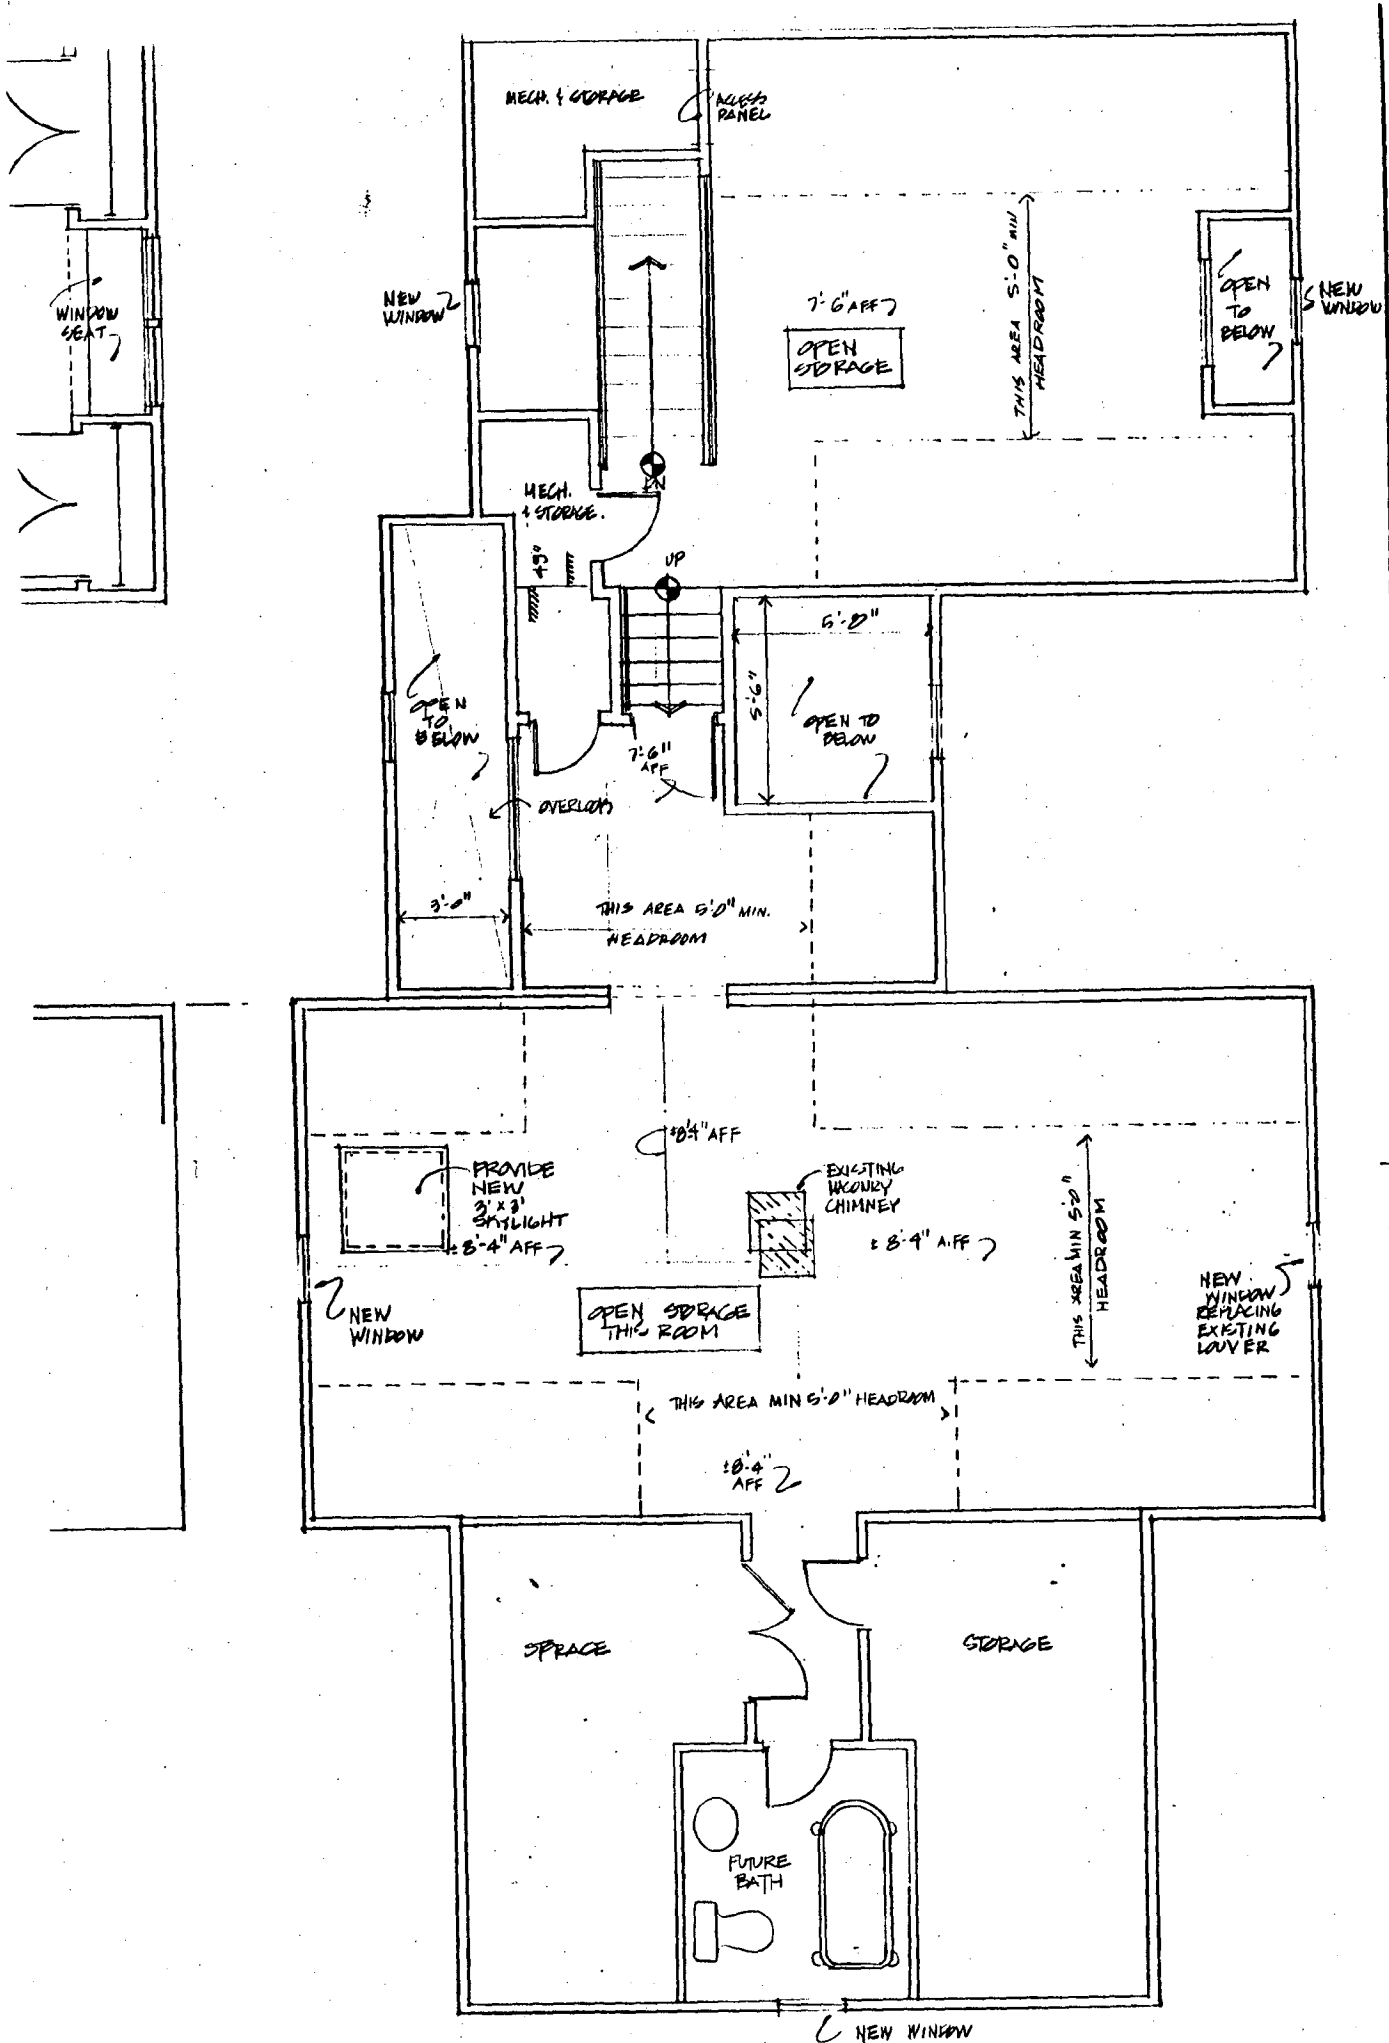 MECH. & STORAGE
ACCESS
PANEL
WINDOW
SEAT
NEW
WINDOW
7'-6" AFF
OPEN
STORAGE
THIS AREA 5'-0" MIN
HEADROOM
OPEN
TO
BELOW
NEW
WINDOW
MECH.
& STORAGE.
49"
UP
5'-8"
5'-6"
OPEN
TO
BELOW
OPEN TO
BELOW
7'-6"
AFF
OVERLOOK
3'-0"
THIS AREA 5'0" MIN.
HEADROOM
±8'4" AFF
PROVIDE
NEW
3' x 3'
SKYLIGHT
±8'-4" AFF
EXISTING
MASONRY
CHIMNEY
±8'-4" A.FF
THIS AREA MIN 5'0"
HEADROOM
NEW
WINDOW
OPEN STORAGE
THIS ROOM
NEW
WINDOW
REPLACING
EXISTING
LOUVER
THIS AREA MIN 5'-0" HEADROOM
±8'-4"
AFF
STORAGE
STORAGE
FUTURE
BATH
NEW WINDOW